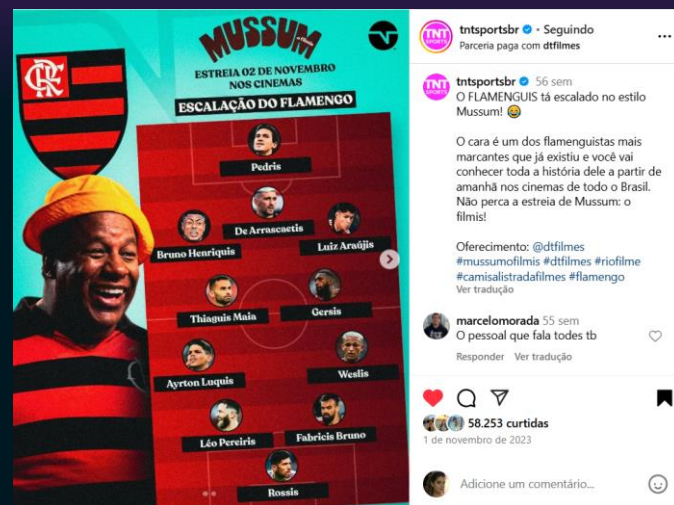 MUSSUM
o filmis
ESTREIA 02 DE NOVEMBRO
NOS CINEMAS
ESCALAÇÃO DO FLAMENGO
Pedris
De Arrascaetis
Bruno Henriquis
Luiz Araújis
Thiaguis Maia
Gersis
Ayrton Luquis
Weslis
Léo Pereiris
Fabricis Bruno
Rossis
TNT
SPORTS
tntsportsbr • Seguindo
Parceria paga com dtfilmes
...
TNT
SPORTS
tntsportsbr 56 sem
O FLAMENGUIS tá escalado no estilo
Mussum! 😂
O cara é um dos flamenguistas mais
marcantes que já existiu e você vai
conhecer toda a história dele a partir de
amanhã nos cinemas de todo o Brasil.
Não perca a estreia de Mussum: o
filmis!
Oferecimento: @dtfilmes
#mussumofilmis #dtfilmes #riofilme
#camisalistradafilmes #flamengo
Ver tradução
marcelomorada 55 sem
O pessoal que fala todes tb
Responder Ver tradução
58.253 curtidas
1 de novembro de 2023
Adicione um comentário...